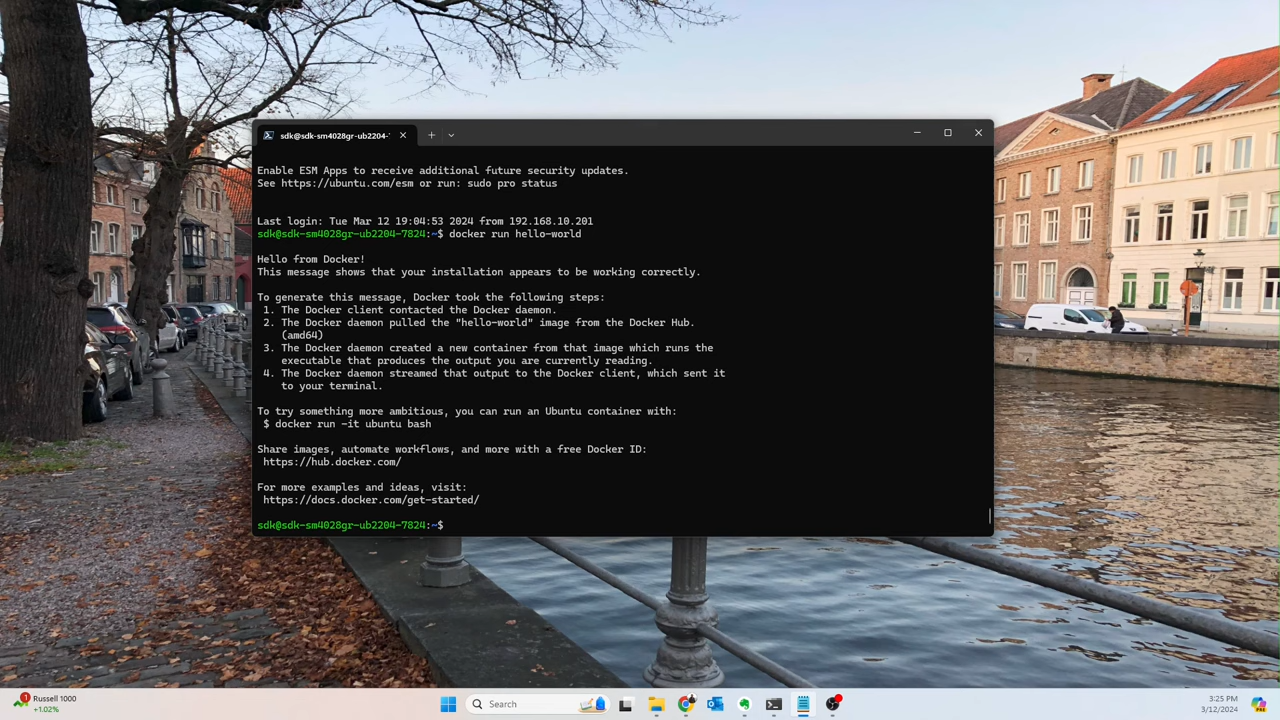 sdk@sdk-sm4028gr-ub2204-
Enable ESM Apps to receive additional future security updates.
See https://ubuntu.com/esm or run: sudo pro status
Last login: Tue Mar 12 19:04:53 2024 from 192.168.10.201
sdk@sdk-sm4028gr-ub2204-7824:~$ docker run hello-world
Hello from Docker!
This message shows that your installation appears to be working correctly.
To generate this message, Docker took the following steps:
1. The Docker client contacted the Docker daemon.
2. The Docker daemon pulled the "hello-world" image from the Docker Hub.
(amd64)
3. The Docker daemon created a new container from that image which runs the
executable that produces the output you are currently reading.
4. The Docker daemon streamed that output to the Docker client, which sent it
to your terminal.
To try something more ambitious, you can run an Ubuntu container with:
$ docker run -it ubuntu bash
Share images, automate workflows, and more with a free Docker ID:
https://hub.docker.com/
For more examples and ideas, visit:
https://docs.docker.com/get-started/
sdk@sdk-sm4028gr-ub2204-7824:~$
1
Russell 1000
+1.02%
Search
3:25 PM
3/12/2024